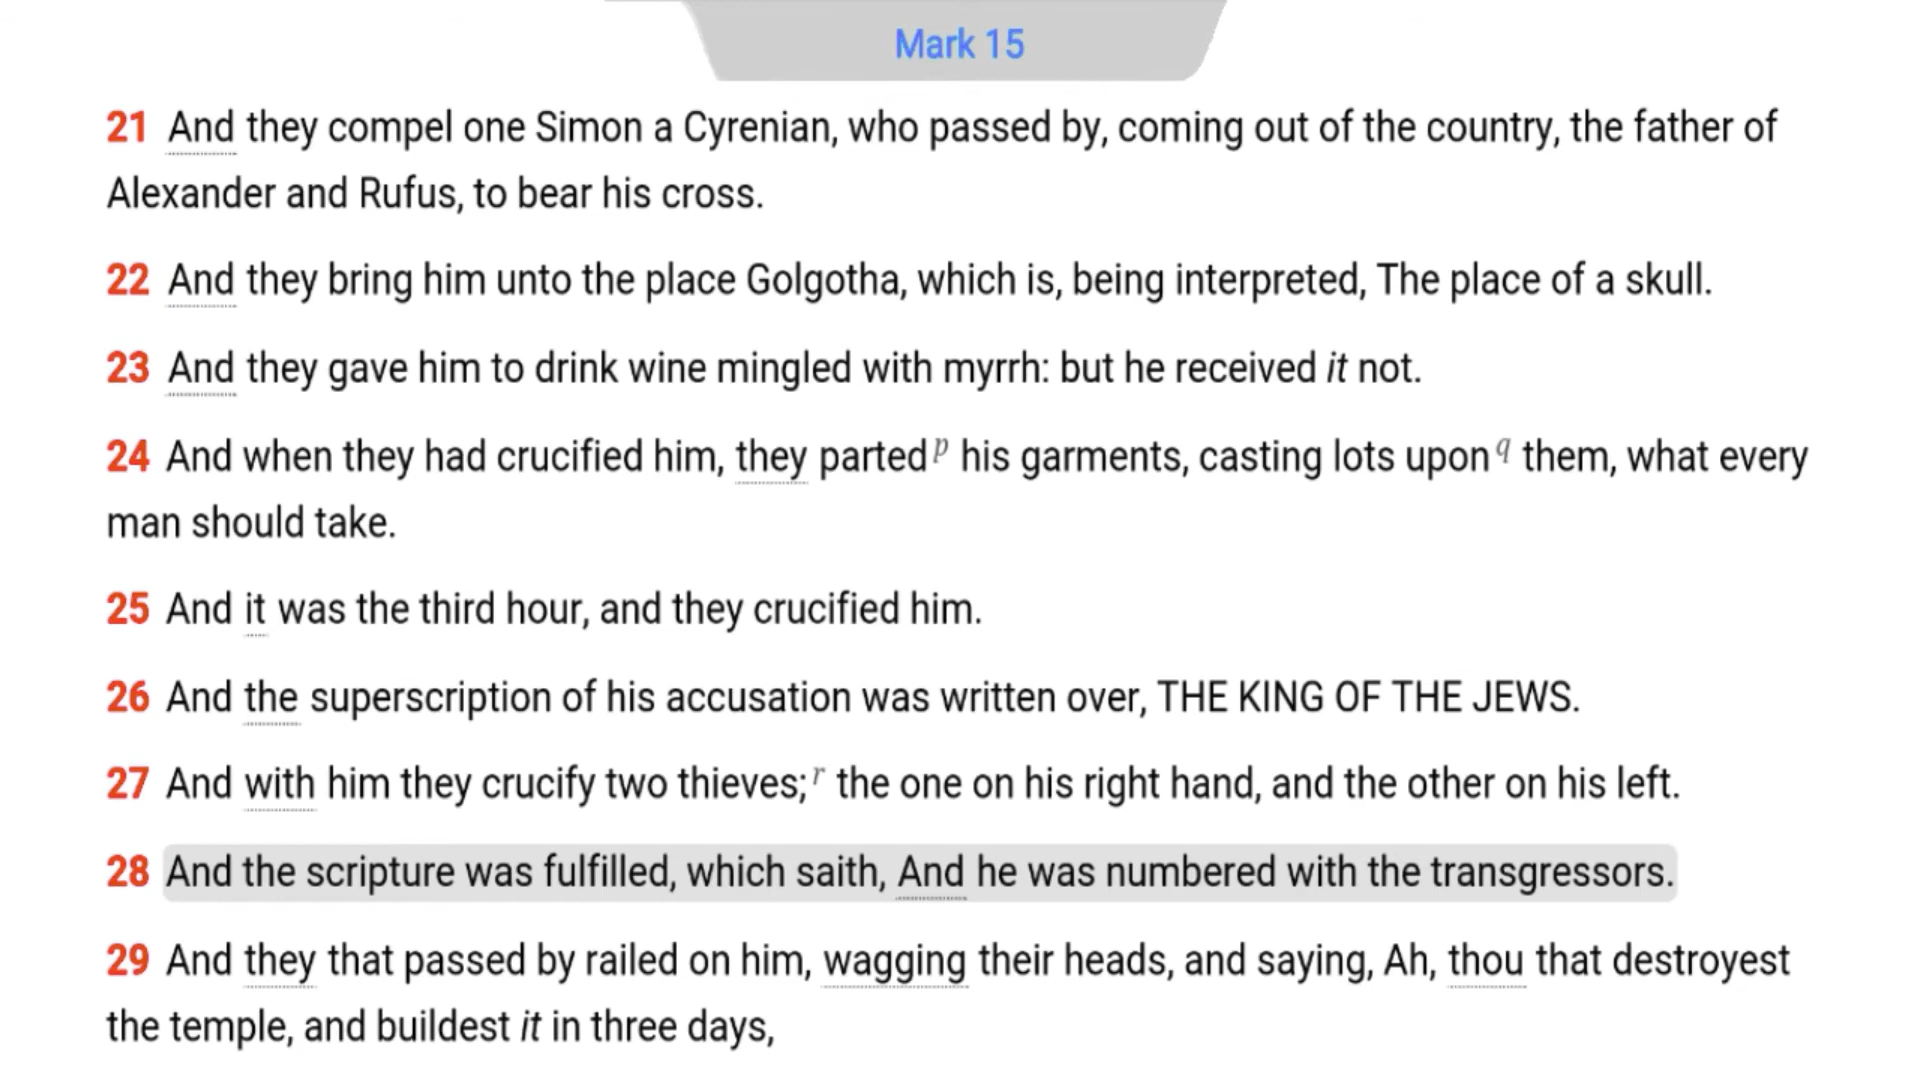 Mark 15
21 And they compel one Simon a Cyrenian, who passed by, coming out of the country, the father of
Alexander and Rufus, to bear his cross.
22 And they bring him unto the place Golgotha, which is, being interpreted, The place of a skull.
23 And they gave him to drink wine mingled with myrrh: but he received it not.
24 And when they had crucified him, they parted p his garments, casting lots upon q them, what every
man should take.
25 And it was the third hour, and they crucified him.
26 And the superscription of his accusation was written over, THE KING OF THE JEWS.
27 And with him they crucify two thieves; r the one on his right hand, and the other on his left.
28 And the scripture was fulfilled, which saith, And he was numbered with the transgressors.
29 And they that passed by railed on him, wagging their heads, and saying, Ah, thou that destroyest
the temple, and buildest it in three days,